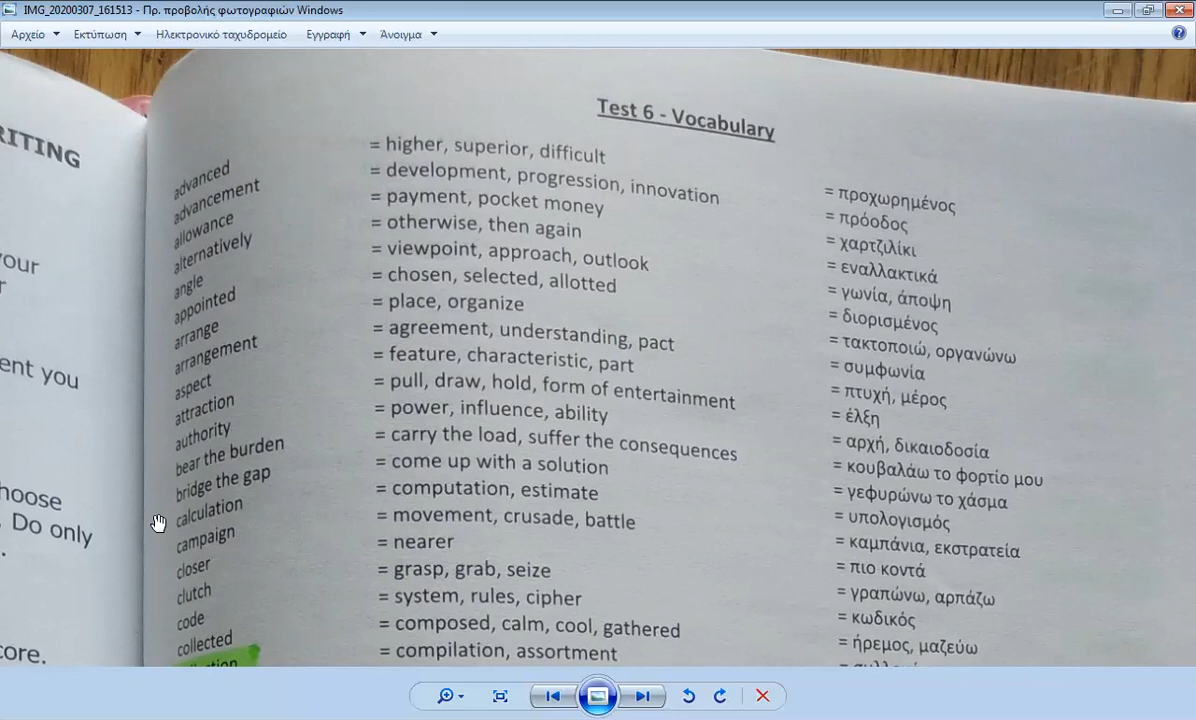 IMG_20200307_161513 - Πρ. προβολής φωτογραφιών Windows
Αρχείο Εκτύπωση Ηλεκτρονικό ταχυδρομείο Εγγραφή Άνοιγμα
RITING
your
r
ent you
hoose
. Do only
core.
Test 6 - Vocabulary
advanced = higher, superior, difficult = προχωρημένος
advancement = development, progression, innovation = πρόοδος
allowance = payment, pocket money = χαρτζιλίκι
alternatively = otherwise, then again = εναλλακτικά
angle = viewpoint, approach, outlook = γωνία, άποψη
appointed = chosen, selected, allotted = διορισμένος
arrange = place, organize = τακτοποιώ, οργανώνω
arrangement = agreement, understanding, pact = συμφωνία
aspect = feature, characteristic, part = πτυχή, μέρος
attraction = pull, draw, hold, form of entertainment = έλξη
authority = power, influence, ability = αρχή, δικαιοδοσία
bear the burden = carry the load, suffer the consequences = κουβαλάω το φορτίο μου
bridge the gap = come up with a solution = γεφυρώνω το χάσμα
calculation = computation, estimate = υπολογισμός
campaign = movement, crusade, battle = καμπάνια, εκστρατεία
closer = nearer = πιο κοντά
clutch = grasp, grab, seize = γραπώνω, αρπάζω
code = system, rules, cipher = κωδικός
collected = composed, calm, cool, gathered = ήρεμος, μαζεύω
= compilation, assortment